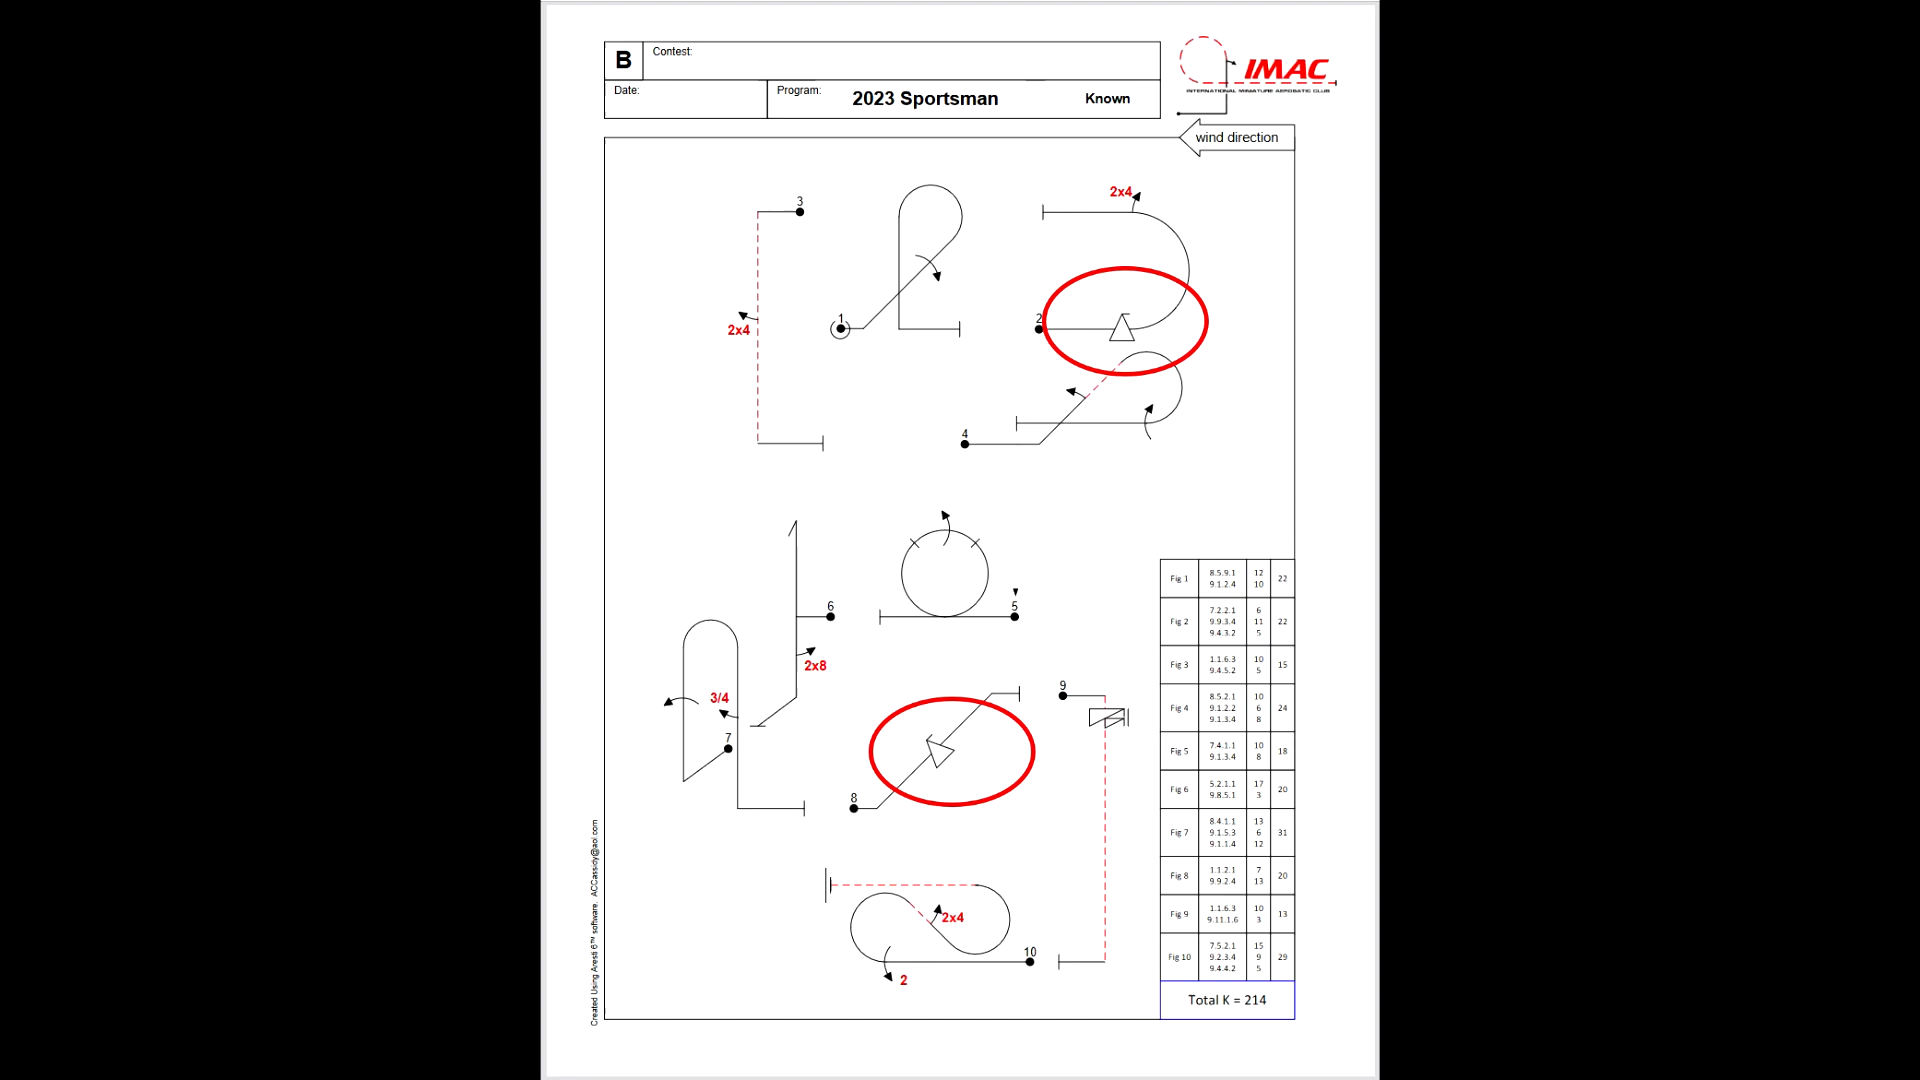 B
Contest:
Date:
Program:
2023 Sportsman
Known
IMAC
INTERNATIONAL MINIATURE AEROBATIC CLUB
wind direction
3
2x4
1
2x4
2
2x4
4
5
6
2x8
3/4
7
8
9
2x4
10
2
Fig 1 8.5.9.1 12 22
9.1.2.4 10
Fig 2 7.2.2.1 6 22
9.9.3.4 11
9.4.3.2 5
Fig 3 1.1.6.3 10 15
9.4.5.2 5
Fig 4 8.5.2.1 10 24
9.1.2.2 6
9.1.3.4 8
Fig 5 7.4.1.1 10 18
9.1.3.4 8
Fig 6 5.2.1.1 17 20
9.8.5.1 3
Fig 7 8.4.1.1 13 31
9.1.5.3 6
9.1.1.4 12
Fig 8 1.1.2.1 7 20
9.9.2.4 13
Fig 9 1.1.6.3 10 13
9.11.1.6 3
Fig 10 7.5.2.1 15 29
9.2.3.4 9
9.4.4.2 5
Total K = 214
Created Using Aresti 6™ software. ACCassidy@aol.com